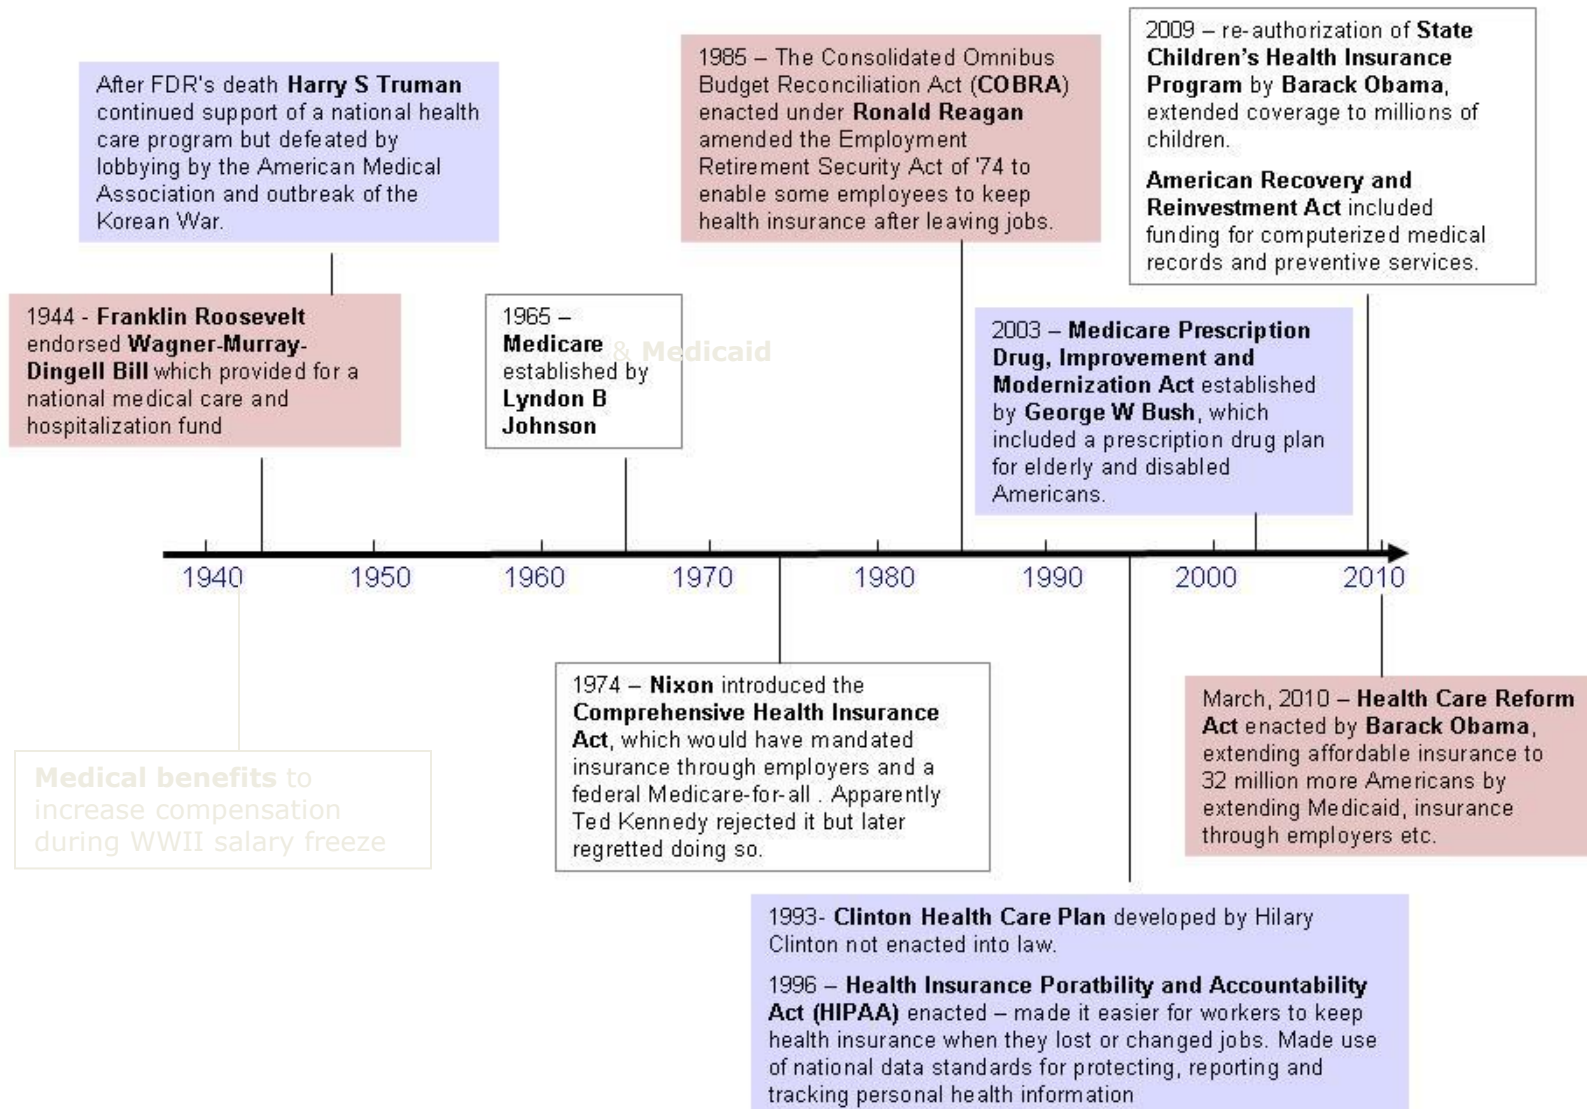 After FDR's death Harry S Truman
continued support of a national health
care program but defeated by
lobbying by the American Medical
Association and outbreak of the
Korean War.
1985 – The Consolidated Omnibus
Budget Reconciliation Act (COBRA)
enacted under Ronald Reagan
amended the Employment
Retirement Security Act of '74 to
enable some employees to keep
health insurance after leaving jobs.
2009 – re-authorization of State
Children's Health Insurance
Program by Barack Obama,
extended coverage to millions of
children.
American Recovery and
Reinvestment Act included
funding for computerized medical
records and preventive services.
1944 - Franklin Roosevelt
endorsed Wagner-Murray-
Dingell Bill which provided for a
national medical care and
hospitalization fund
1965 –
Medicare & Medicaid
established by
Lyndon B
Johnson
2003 – Medicare Prescription
Drug, Improvement and
Modernization Act established
by George W Bush, which
included a prescription drug plan
for elderly and disabled
Americans.
1940 1950 1960 1970 1980 1990 2000 2010
Medical benefits to
increase compensation
during WWII salary freeze
1974 – Nixon introduced the
Comprehensive Health Insurance
Act, which would have mandated
insurance through employers and a
federal Medicare-for-all . Apparently
Ted Kennedy rejected it but later
regretted doing so.
March, 2010 – Health Care Reform
Act enacted by Barack Obama,
extending affordable insurance to
32 million more Americans by
extending Medicaid, insurance
through employers etc.
1993- Clinton Health Care Plan developed by Hilary
Clinton not enacted into law.
1996 – Health Insurance Poratbility and Accountability
Act (HIPAA) enacted – made it easier for workers to keep
health insurance when they lost or changed jobs. Made use
of national data standards for protecting, reporting and
tracking personal health information